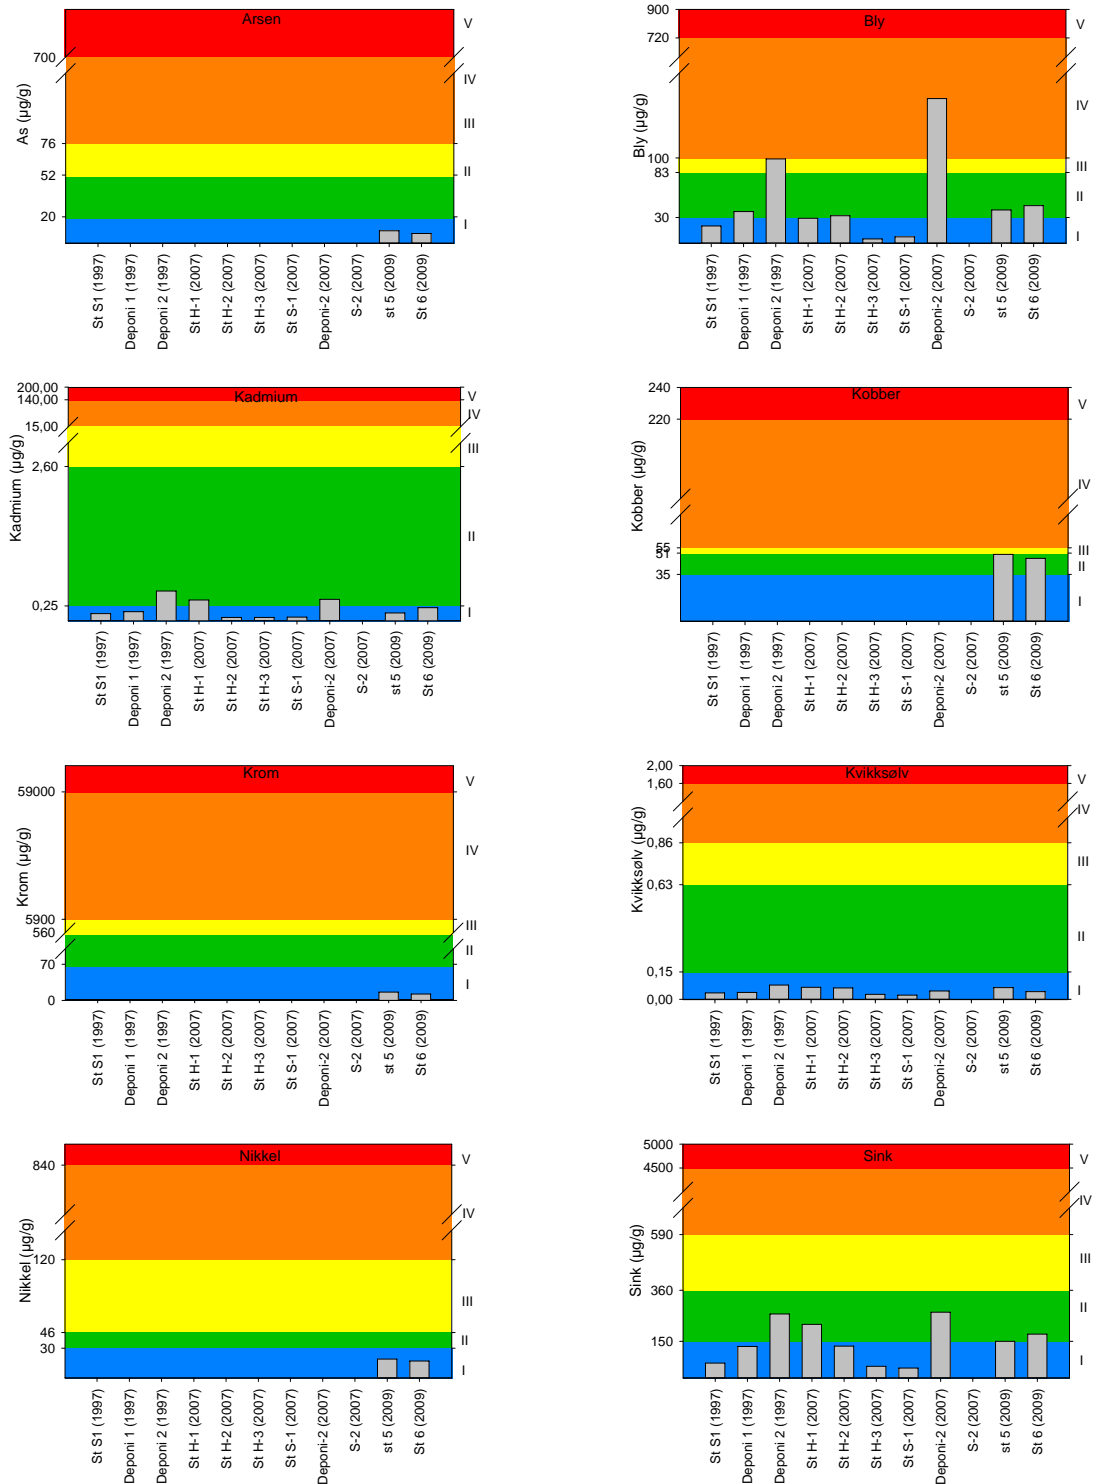 Arsen
As (µg/g)
700
76
52
20
V
IV
III
II
I
St S1 (1997)
Deponi 1 (1997)
Deponi 2 (1997)
St H-1 (2007)
St H-2 (2007)
St H-3 (2007)
St S-1 (2007)
Deponi-2 (2007)
S-2 (2007)
st 5 (2009)
St 6 (2009)
Bly
Bly (µg/g)
900
720
100
83
30
V
IV
III
II
I
St S1 (1997)
Deponi 1 (1997)
Deponi 2 (1997)
St H-1 (2007)
St H-2 (2007)
St H-3 (2007)
St S-1 (2007)
Deponi-2 (2007)
S-2 (2007)
st 5 (2009)
St 6 (2009)
Kadmium
Kadmium (µg/g)
200,00
140,00
15,00
2,60
0,25
V
IV
III
II
I
St S1 (1997)
Deponi 1 (1997)
Deponi 2 (1997)
St H-1 (2007)
St H-2 (2007)
St H-3 (2007)
St S-1 (2007)
Deponi-2 (2007)
S-2 (2007)
st 5 (2009)
St 6 (2009)
Kobber
Kobber (µg/g)
240
220
55
51
35
V
IV
III
II
I
St S1 (1997)
Deponi 1 (1997)
Deponi 2 (1997)
St H-1 (2007)
St H-2 (2007)
St H-3 (2007)
St S-1 (2007)
Deponi-2 (2007)
S-2 (2007)
st 5 (2009)
St 6 (2009)
Krom
Krom (µg/g)
59000
5900
560
70
0
V
IV
III
II
I
St S1 (1997)
Deponi 1 (1997)
Deponi 2 (1997)
St H-1 (2007)
St H-2 (2007)
St H-3 (2007)
St S-1 (2007)
Deponi-2 (2007)
S-2 (2007)
st 5 (2009)
St 6 (2009)
Kvikksølv
Kvikksølv (µg/g)
2,00
1,60
0,86
0,63
0,15
0,00
V
IV
III
II
I
St S1 (1997)
Deponi 1 (1997)
Deponi 2 (1997)
St H-1 (2007)
St H-2 (2007)
St H-3 (2007)
St S-1 (2007)
Deponi-2 (2007)
S-2 (2007)
st 5 (2009)
St 6 (2009)
Nikkel
Nikkel (µg/g)
840
120
46
30
V
IV
III
II
I
St S1 (1997)
Deponi 1 (1997)
Deponi 2 (1997)
St H-1 (2007)
St H-2 (2007)
St H-3 (2007)
St S-1 (2007)
Deponi-2 (2007)
S-2 (2007)
st 5 (2009)
St 6 (2009)
Sink
Sink (µg/g)
5000
4500
590
360
150
V
IV
III
II
I
St S1 (1997)
Deponi 1 (1997)
Deponi 2 (1997)
St H-1 (2007)
St H-2 (2007)
St H-3 (2007)
St S-1 (2007)
Deponi-2 (2007)
S-2 (2007)
st 5 (2009)
St 6 (2009)